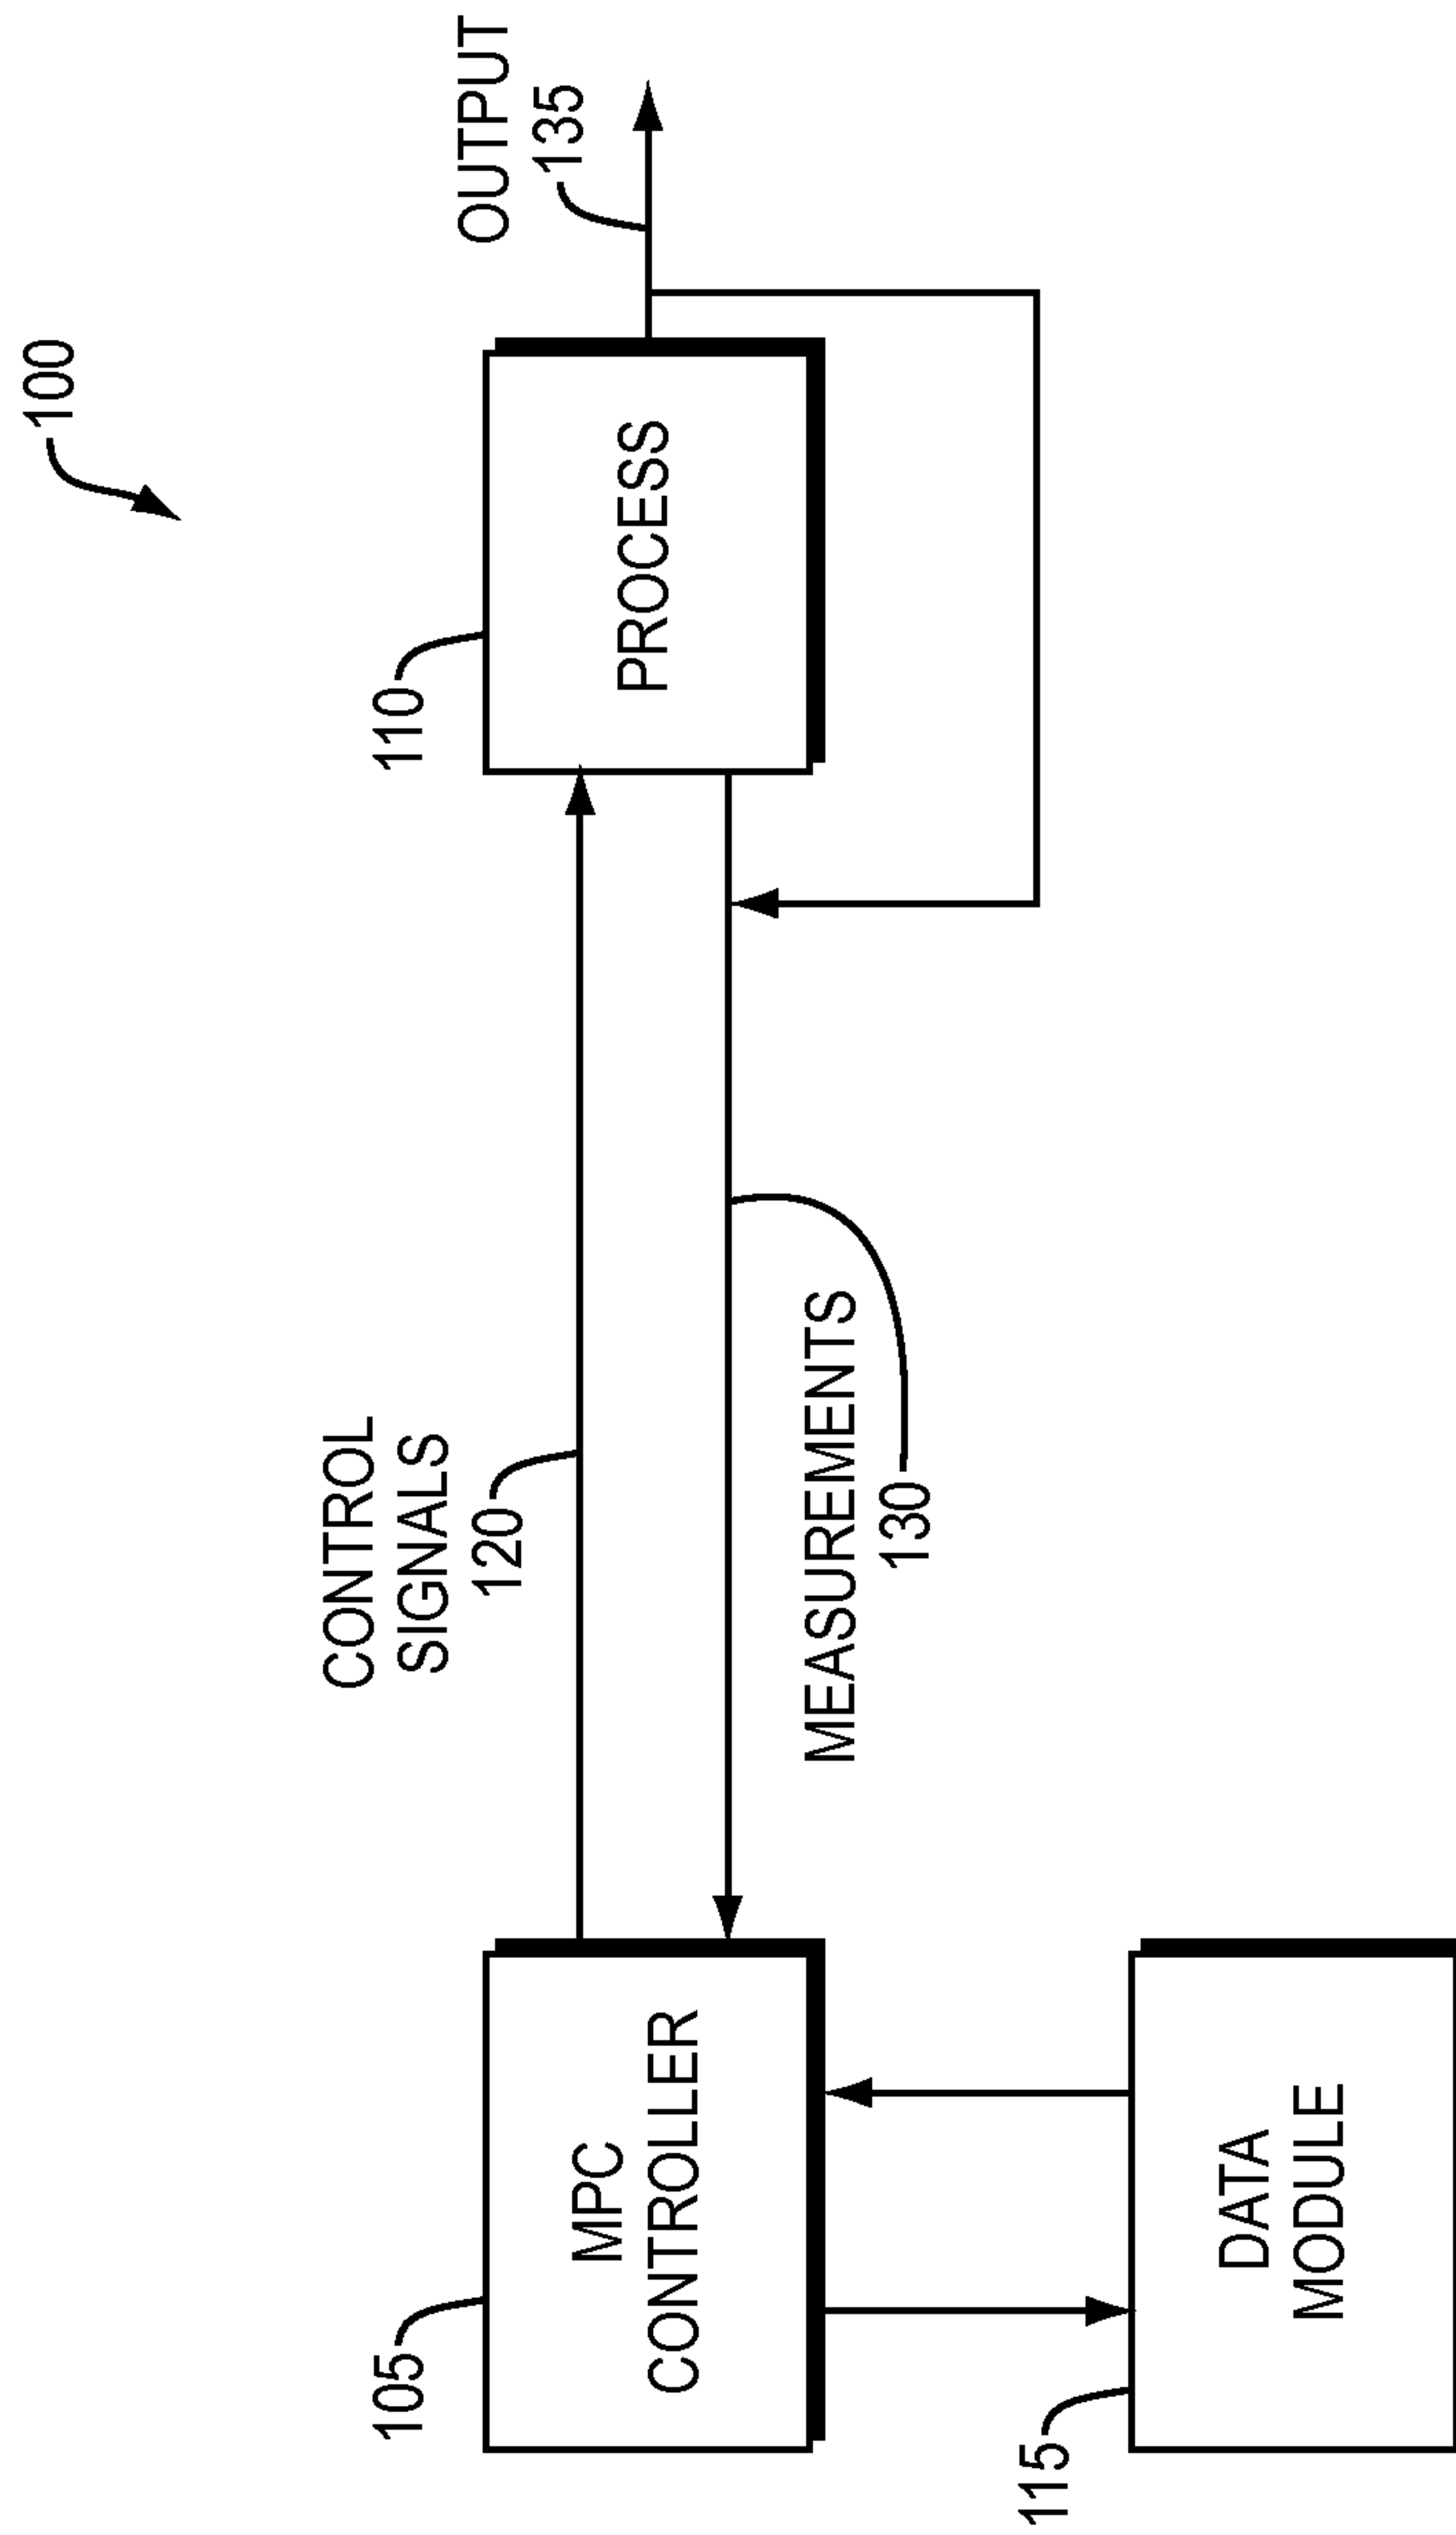 100
OUTPUT
135
110
PROCESS
CONTROL
SIGNALS
120
MEASUREMENTS
130
105
MPC
CONTROLLER
115
DATA
MODULE